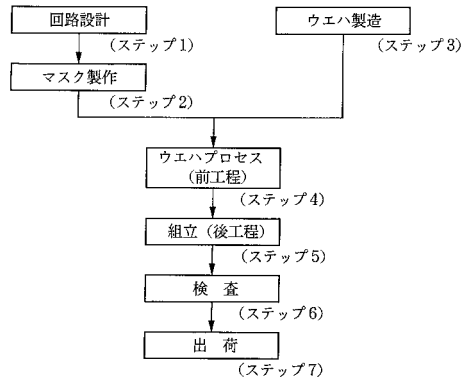 回路設計
(ステップ1)
ウエハ製造
(ステップ3)
マスク製作
(ステップ2)
ウエハプロセス
(前工程)
(ステップ4)
組立(後工程)
(ステップ5)
検 査
(ステップ6)
出 荷
(ステップ7)